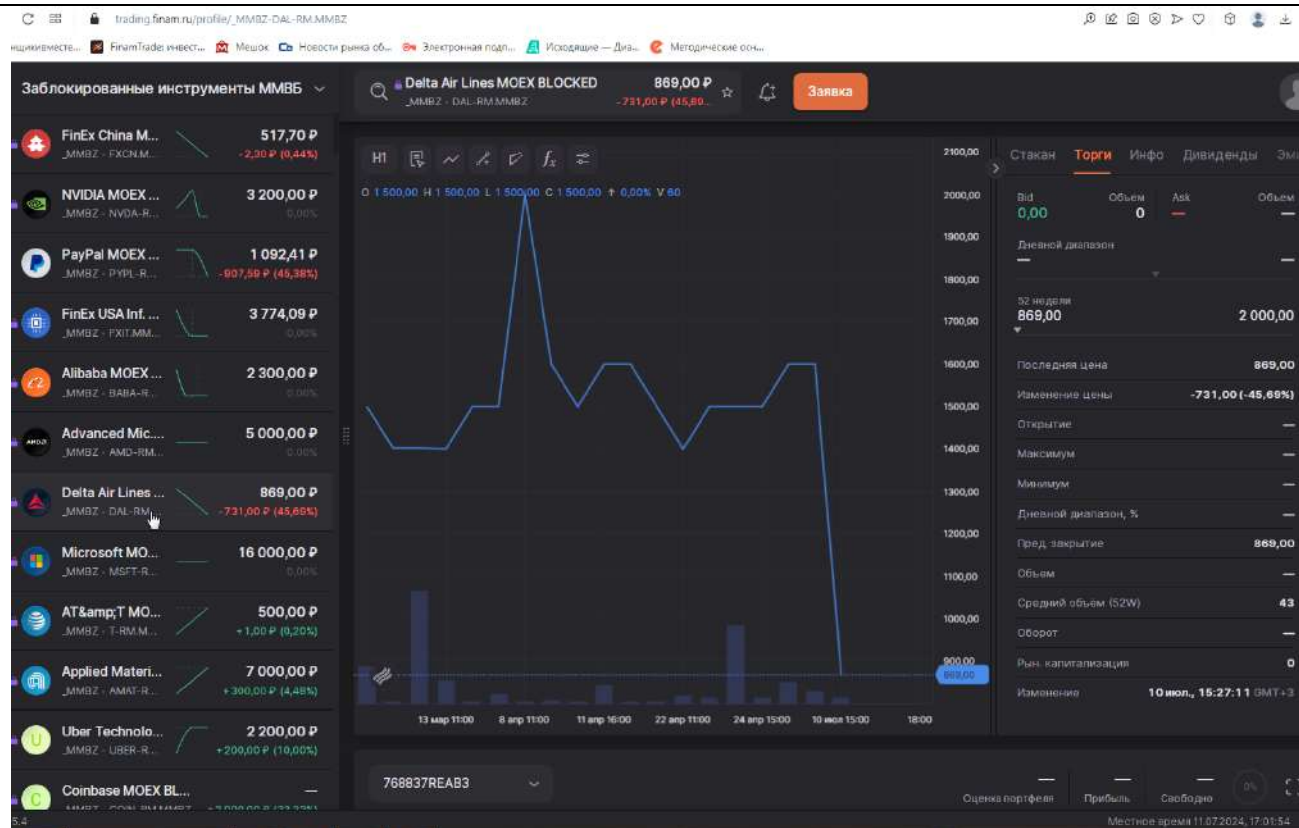 trading.finam.ru/profile/_MMBZ-DAL-RM.MMBZ
нщикивместе... FinamTrade: инвест... Мешок Новости рынка об... Электронная подп... Исходящие — Диа... Методические осн...
Заблокированные инструменты ММВБ
Delta Air Lines MOEX BLOCKED 869,00 ₽
_MMBZ - DAL-RM.MMBZ -731,00 ₽ (45,69...
Заявка
FinEx China M... 517,70 ₽
_MMBZ - FXCN.M... -2,30 ₽ (0,44%)
NVIDIA MOEX ... 3 200,00 ₽
_MMBZ - NVDA-R... 0,00%
PayPal MOEX ... 1 092,41 ₽
_MMBZ - PYPL-R... -907,59 ₽ (45,38%)
FinEx USA Inf. ... 3 774,09 ₽
_MMBZ - FXIT.MM... 0,00%
Alibaba MOEX ... 2 300,00 ₽
_MMBZ - BABA-R... 0,00%
Advanced Mic.... 5 000,00 ₽
_MMBZ - AMD-RM... 0,00%
Delta Air Lines ... 869,00 ₽
_MMBZ - DAL-RM... -731,00 ₽ (45,69%)
Microsoft MO... 16 000,00 ₽
_MMBZ - MSFT-R... 0,00%
AT&amp;T MO... 500,00 ₽
_MMBZ - T-RM.M... +1,00 ₽ (0,20%)
Applied Materi... 7 000,00 ₽
_MMBZ - AMAT-R... +300,00 ₽ (4,48%)
Uber Technolo... 2 200,00 ₽
_MMBZ - UBER-R... +200,00 ₽ (10,00%)
Coinbase MOEX BL... —
5.4
H1
O 1 500,00 H 1 500,00 L 1 500,00 C 1 500,00 0,00% V 60
2100,00
2000,00
1900,00
1800,00
1700,00
1600,00
1500,00
1400,00
1300,00
1200,00
1100,00
1000,00
900,00
869,00
13 мар 11:00 8 апр 11:00 11 апр 16:00 22 апр 11:00 24 апр 15:00 10 июл 15:00 18:00
768837REAB3
Стакан Торги Инфо Дивиденды Эми
Bid Объем Ask Объем
0,00 0 — —
Дневной диапазон
— —
52 недели
869,00 2 000,00
Последняя цена 869,00
Изменение цены -731,00 (-45,69%)
Открытие —
Максимум —
Минимум —
Дневной диапазон, % —
Пред. закрытие 869,00
Объем —
Средний объем (52W) 43
Оборот —
Рын. капитализация 0
Изменение 10 июл., 15:27:11 GMT+3
— — — 0%
Оценка портфеля Прибыль Свободно
Местное время 11.07.2024, 17:01:54